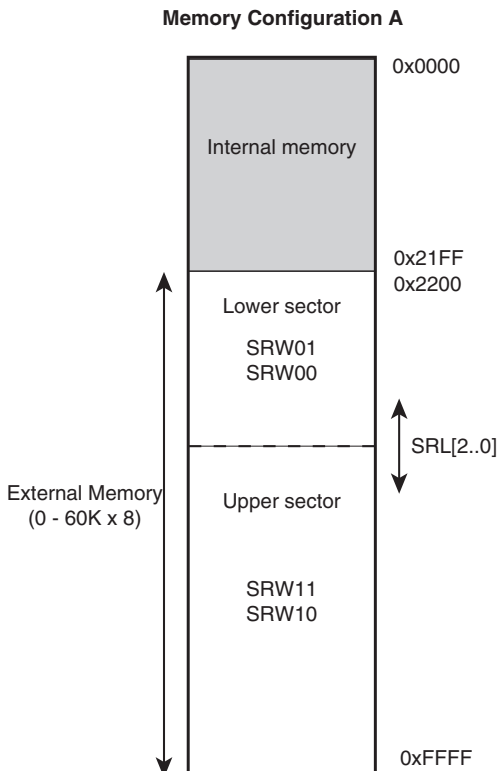 Memory Configuration A
0x0000
Internal memory
0x21FF
0x2200
Lower sector
SRW01
SRW00
SRL[2..0]
External Memory
(0 - 60K x 8)
Upper sector
SRW11
SRW10
0xFFFF